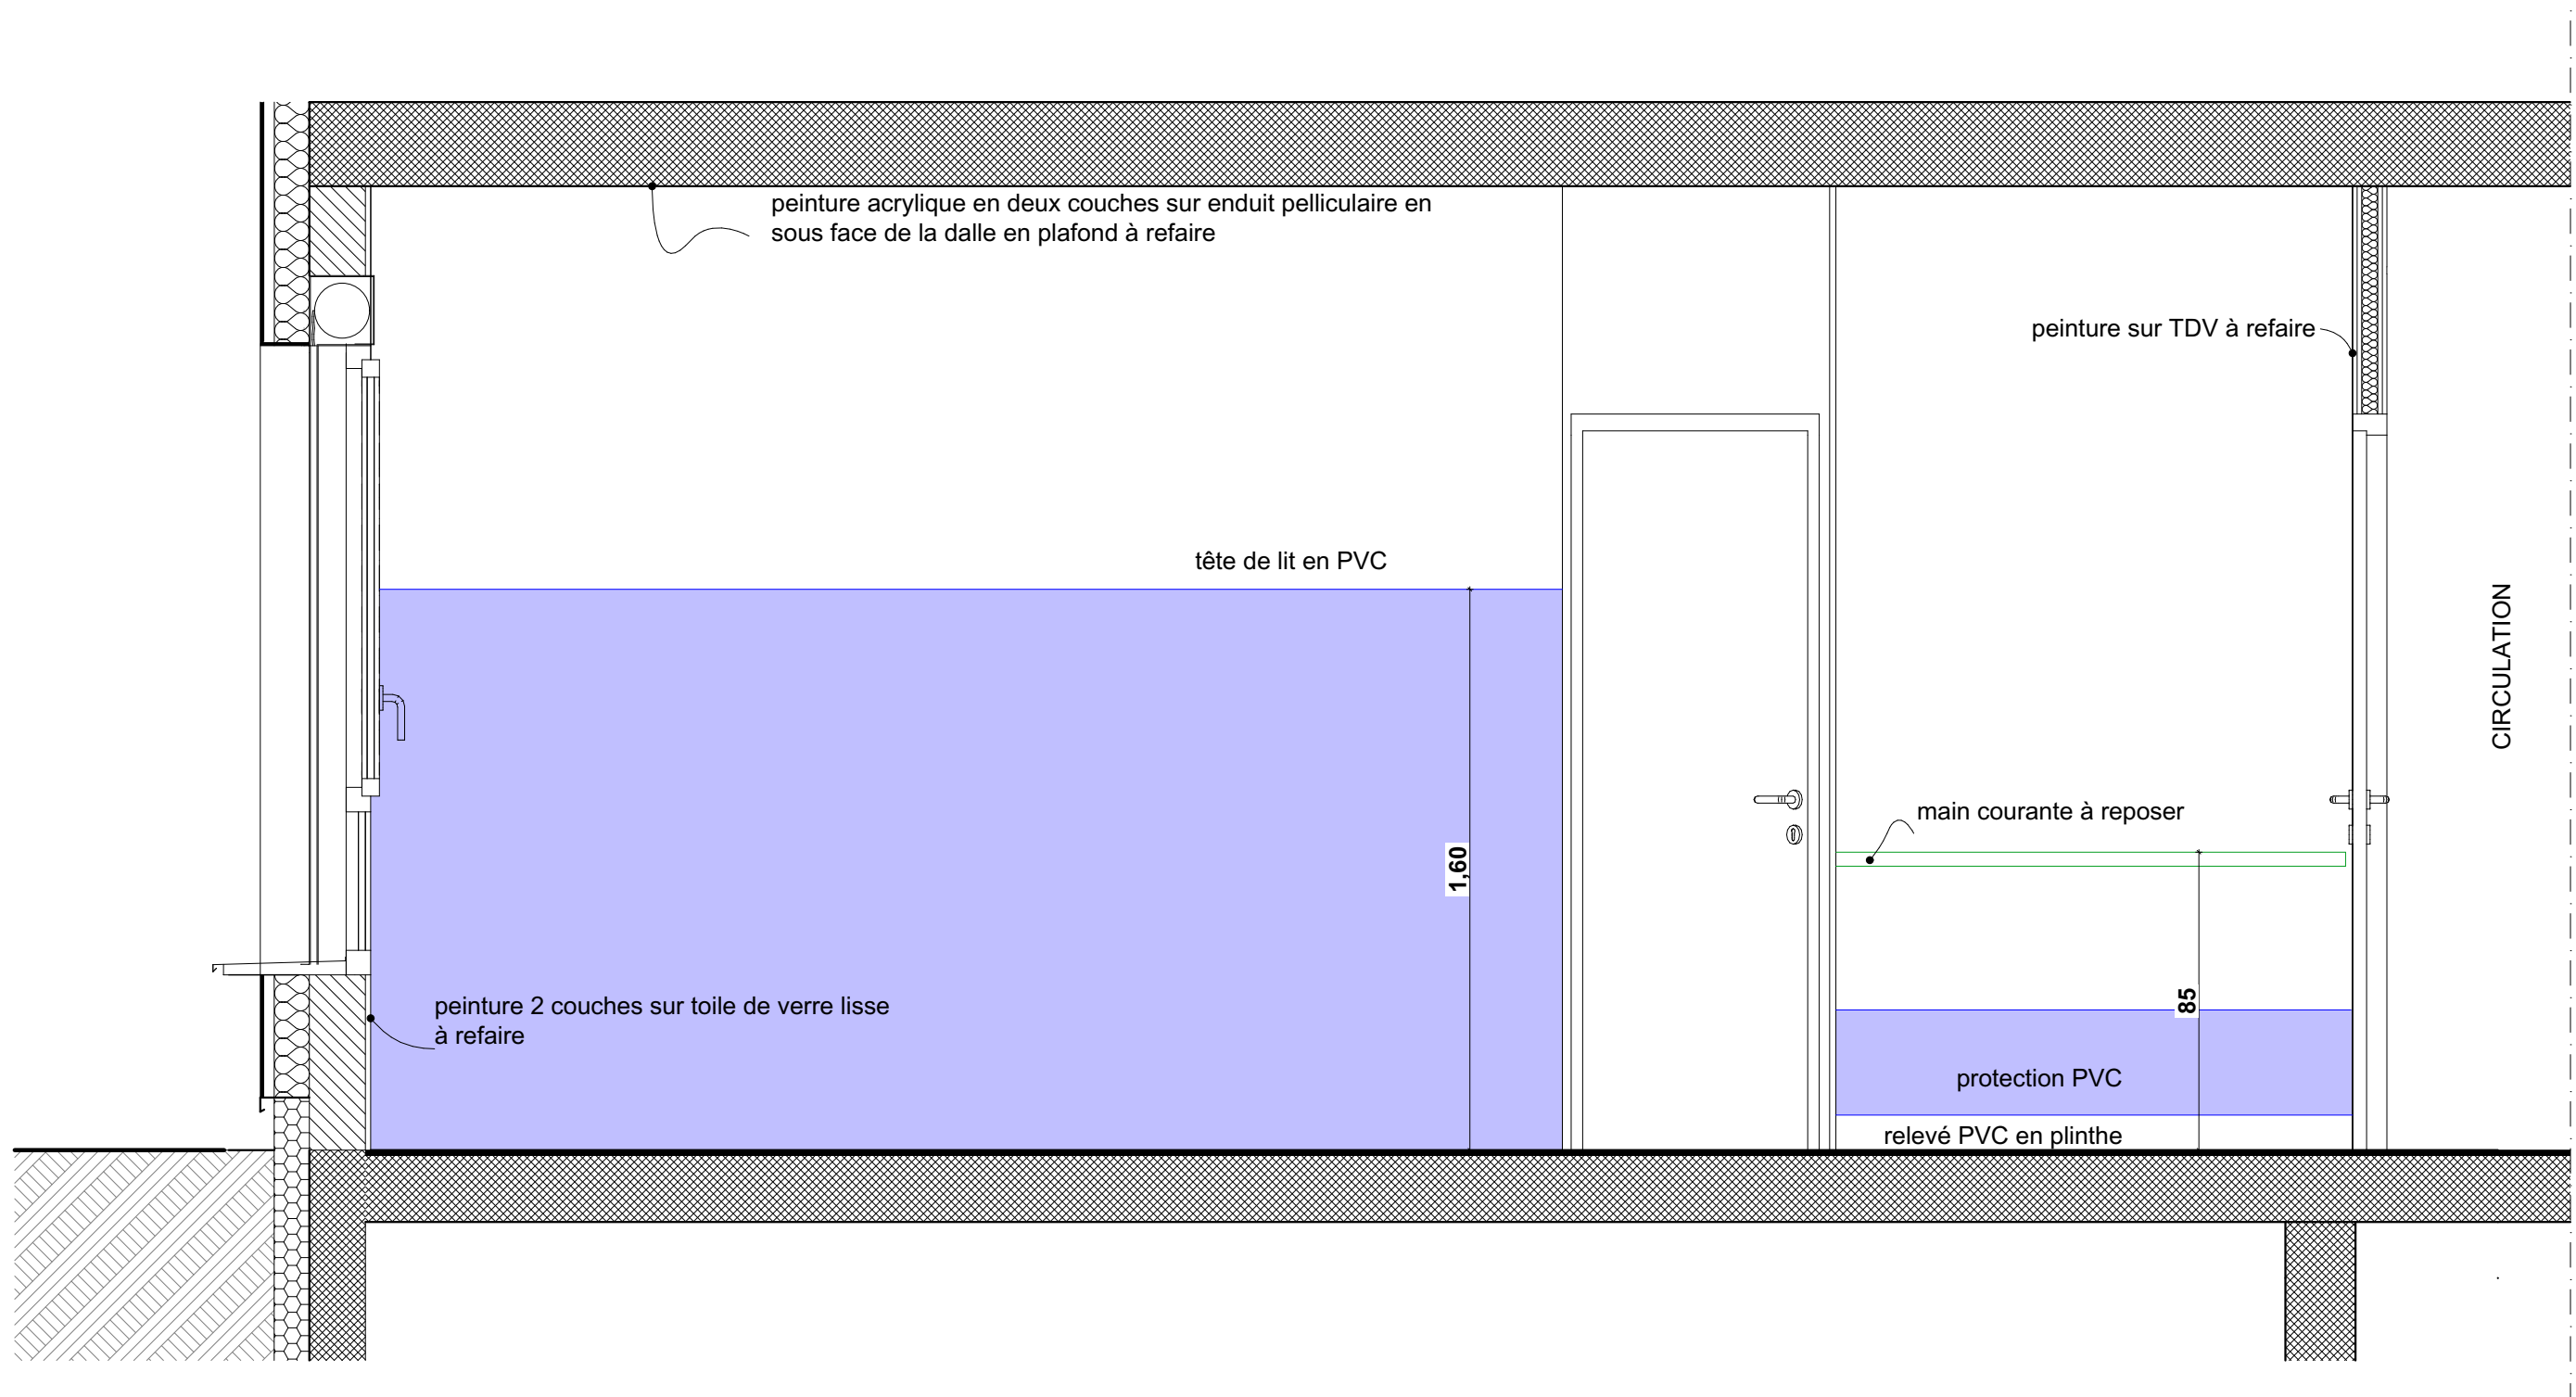 peinture acrylique en deux couches sur enduit pelliculaire en
sous face de la dalle en plafond à refaire
peinture sur TDV à refaire
tête de lit en PVC
CIRCULATION
main courante à reposer
1,60
85
peinture 2 couches sur toile de verre lisse
à refaire
protection PVC
relevé PVC en plinthe